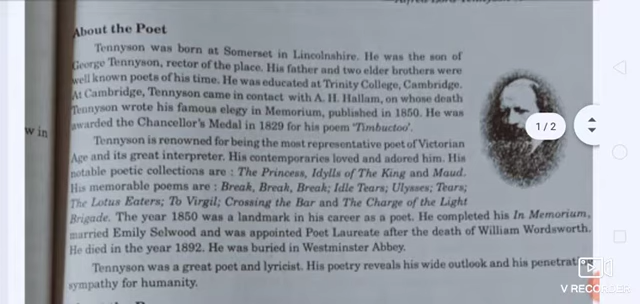 Alfred Lord Tennyson
About the Poet
Tennyson was born at Somerset in Lincolnshire. He was the son of
George Tennyson, rector of the place. His father and two elder brothers were
well known poets of his time. He was educated at Trinity College, Cambridge.
At Cambridge, Tennyson came in contact with A. H. Hallam, on whose death
Tennyson wrote his famous elegy in Memorium, published in 1850. He was
awarded the Chancellor's Medal in 1829 for his poem 'Timbuctoo'.
w in
1/2
Tennyson is renowned for being the most representative poet of Victorian
Age and its great interpreter. His contemporaries loved and adored him. His
notable poetic collections are : The Princess, Idylls of The King and Maud.
His memorable poems are : Break, Break, Break; Idle Tears; Ulysses; Tears;
The Lotus Eaters; To Virgil; Crossing the Bar and The Charge of the Light
Brigade. The year 1850 was a landmark in his career as a poet. He completed his In Memorium,
married Emily Selwood and was appointed Poet Laureate after the death of William Wordsworth.
He died in the year 1892. He was buried in Westminster Abbey.
Tennyson was a great poet and lyricist. His poetry reveals his wide outlook and his
sympathy for humanity.
V RECORDER